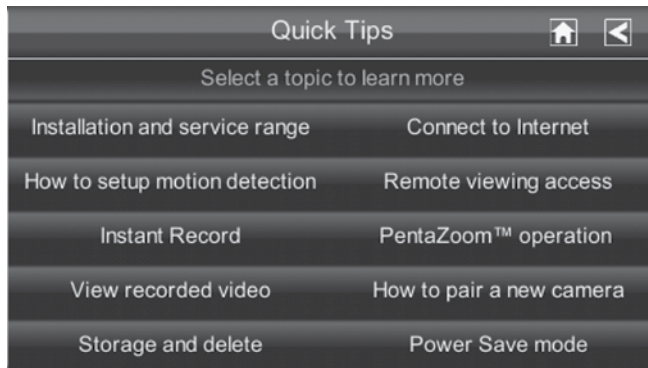 Quick Tips
Select a topic to learn more
Installation and service range
Connect to Internet
How to setup motion detection
Remote viewing access
Instant Record
PentaZoom™ operation
View recorded video
How to pair a new camera
Storage and delete
Power Save mode